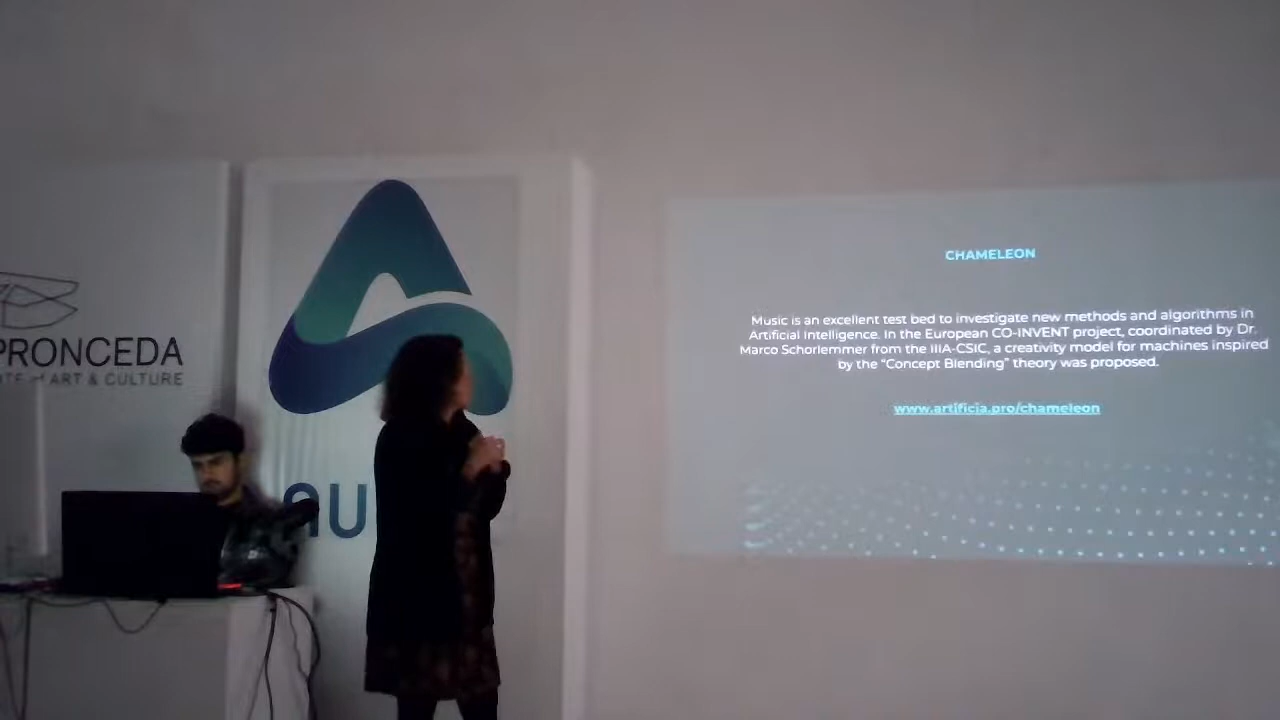 PRONCEDA
ART & CULTURE
CHAMELEON
Music is an excellent test bed to investigate new methods and algorithms in
Artificial Intelligence. In the European CO-INVENT project, coordinated by Dr.
Marco Schorlemmer from the IIIA-CSIC, a creativity model for machines inspired
by the "Concept Blending" theory was proposed.
www.artificia.pro/chameleon